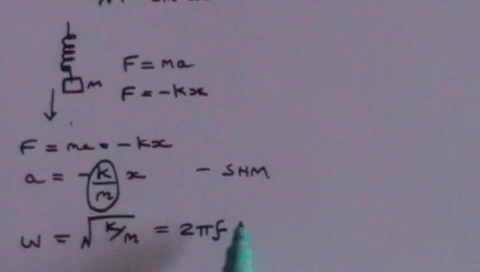 M
F = ma
F = -kx
F = ma = -kx
a = -k/m x - SHM
ω = √k/m = 2πf